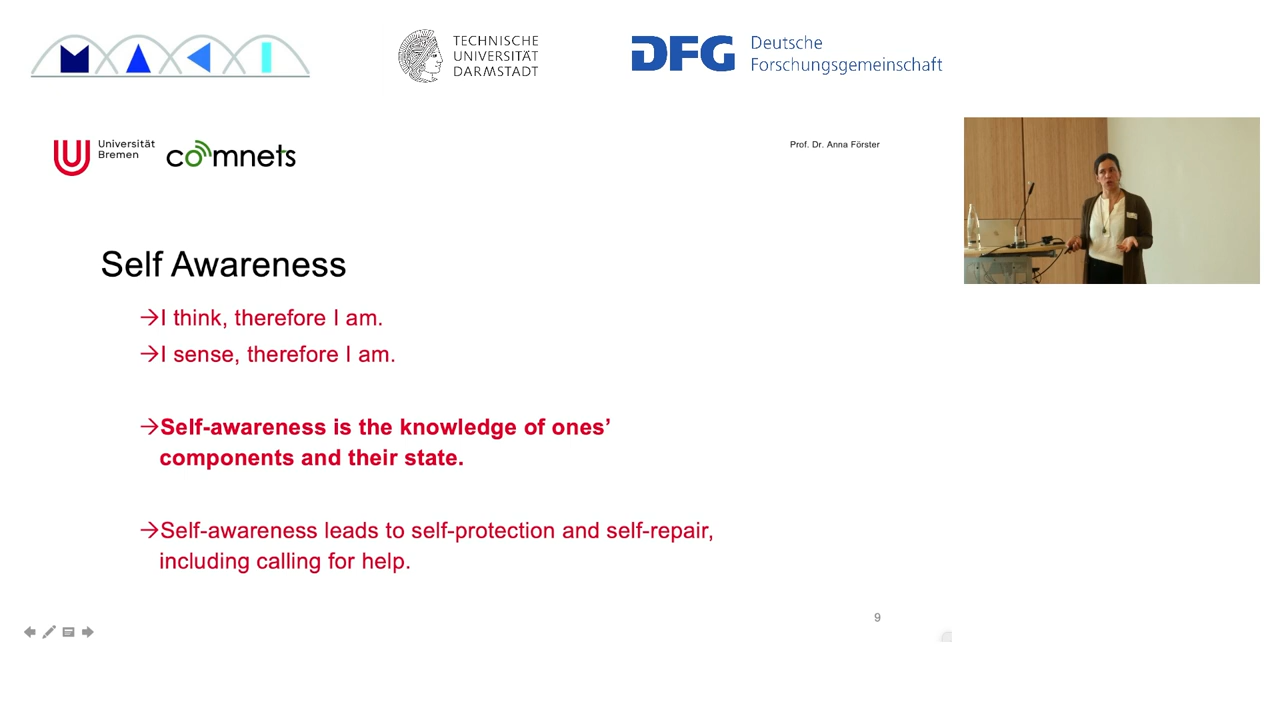 MAKI
TECHNISCHE
UNIVERSITÄT
DARMSTADT
DFG
Deutsche
Forschungsgemeinschaft
Universität
Bremen
comnets
Prof. Dr. Anna Förster
Self Awareness
→I think, therefore I am.
→I sense, therefore I am.
→Self-awareness is the knowledge of ones’
components and their state.
→Self-awareness leads to self-protection and self-repair,
including calling for help.
9